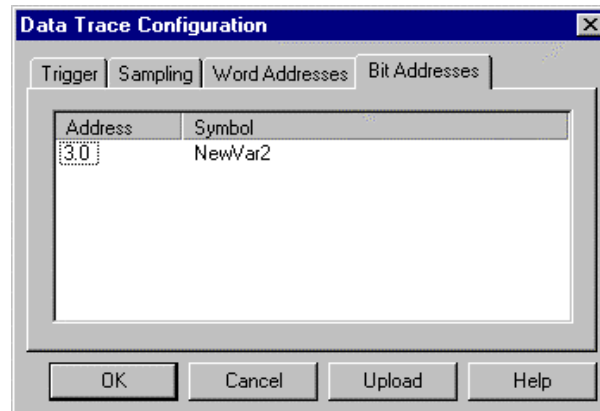 Data Trace Configuration
Trigger Sampling Word Addresses Bit Addresses
Address Symbol
3.0 NewVar2
OK Cancel Upload Help